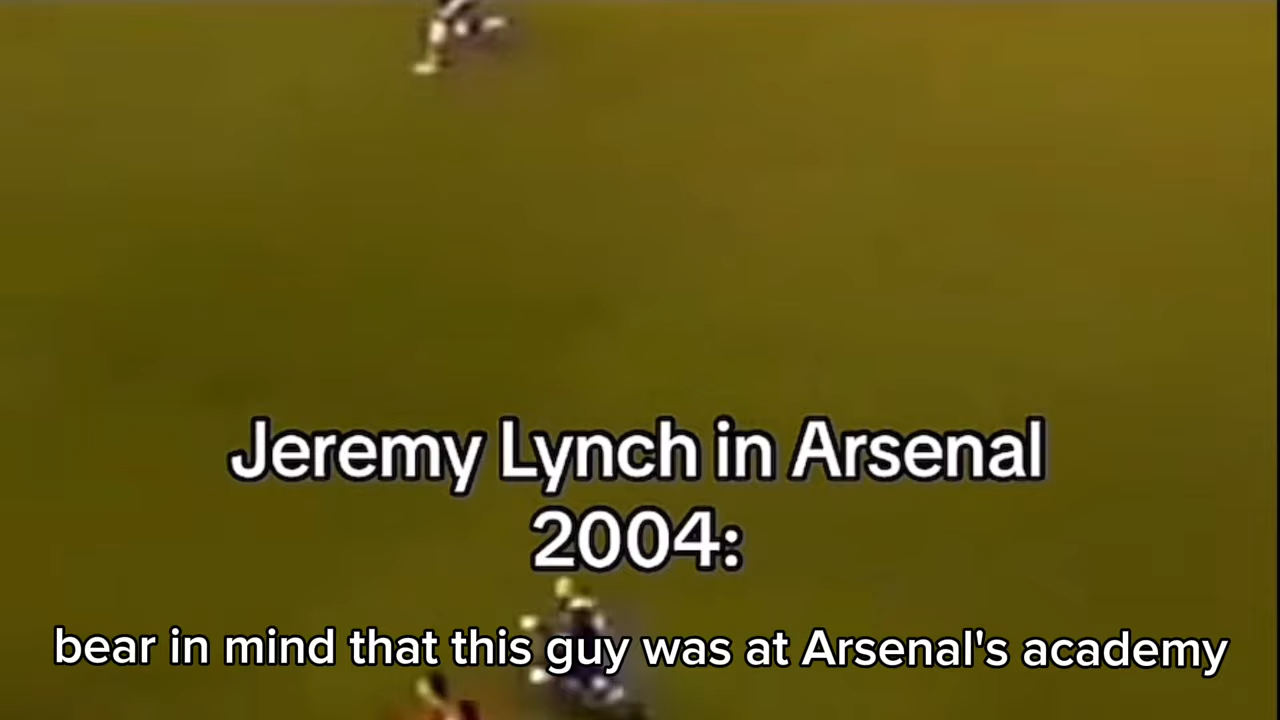 Jeremy Lynch in Arsenal
2004:
bear in mind that this guy was at Arsenal's academy